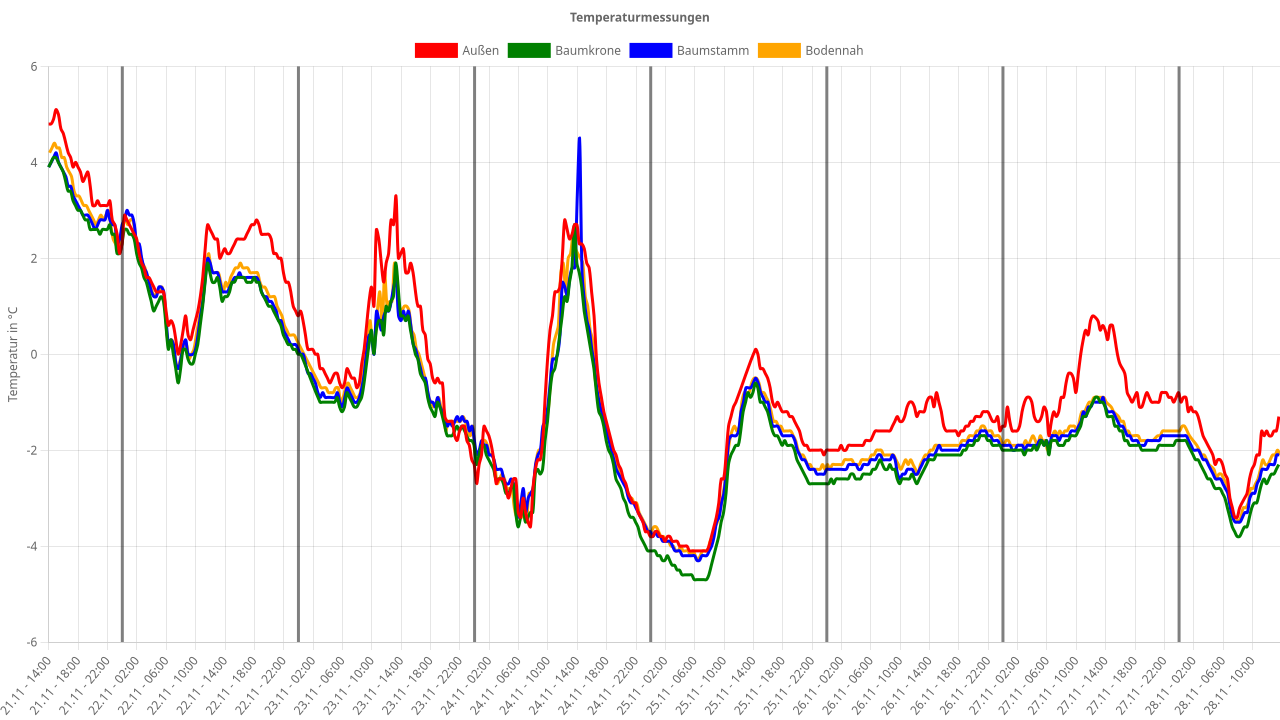 Temperaturmessungen
Außen Baumkrone Baumstamm Bodennah
Temperatur in °C
6
4
2
0
-2
-4
-6
21.11 - 14:00
21.11 - 18:00
21.11 - 22:00
22.11 - 02:00
22.11 - 06:00
22.11 - 10:00
22.11 - 14:00
22.11 - 18:00
22.11 - 22:00
23.11 - 02:00
23.11 - 06:00
23.11 - 10:00
23.11 - 14:00
23.11 - 18:00
23.11 - 22:00
24.11 - 02:00
24.11 - 06:00
24.11 - 10:00
24.11 - 14:00
24.11 - 18:00
24.11 - 22:00
25.11 - 02:00
25.11 - 06:00
25.11 - 10:00
25.11 - 14:00
25.11 - 18:00
25.11 - 22:00
26.11 - 02:00
26.11 - 06:00
26.11 - 10:00
26.11 - 14:00
26.11 - 18:00
26.11 - 22:00
27.11 - 02:00
27.11 - 06:00
27.11 - 10:00
27.11 - 14:00
27.11 - 18:00
27.11 - 22:00
28.11 - 02:00
28.11 - 06:00
28.11 - 10:00